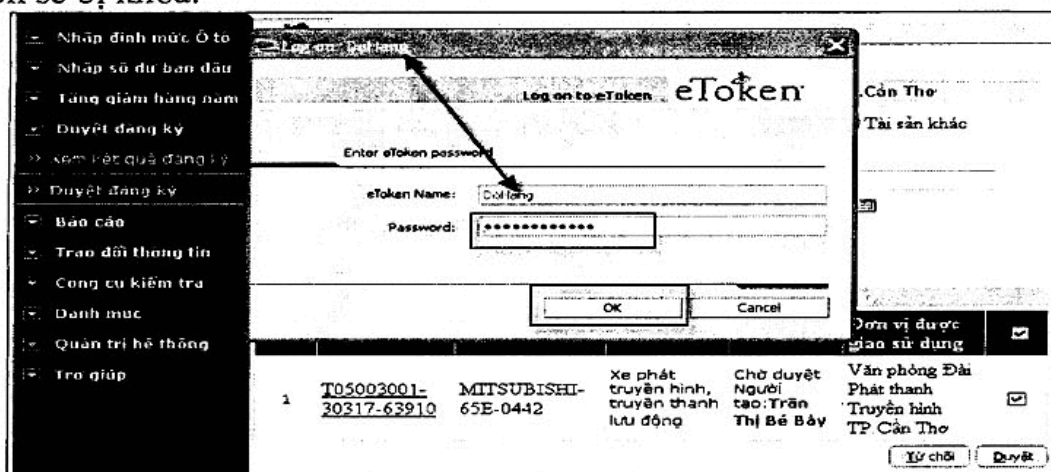 Nhập định mức Ô tô
Nhập số dư ban đầu
Tăng giảm hàng năm
Duyệt đăng ký
Xem kết quả đăng ký
Duyệt đăng ký
Báo cáo
Trao đổi thông tin
Công cụ kiểm tra
Danh mục
Quản trị hệ thống
Trợ giúp
Log on
Log on to eToken eToken
Enter eToken password
eToken Name:
Password: ••••••••••••
OK Cancel
Cần Thơ
Tài sản khác
Đơn vị được
giao sử dụng
1
T05003001-
30317-63910
MITSUBISHI-
65E-0442
Xe phát
truyền hình,
truyền thanh
lưu động
Chờ duyệt
Người
tạo:Trần
Thị Bé Bảy
Văn phòng Đài
Phát thanh
Truyền hình
TP.Cần Thơ
Từ chối Duyệt